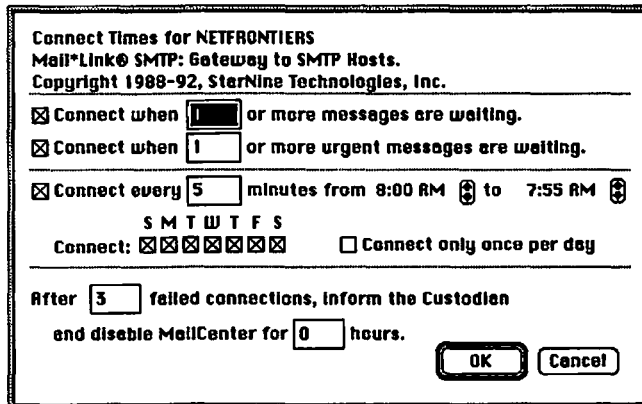 Connect Times for NETFRONTIERS
Mail*Link® SMTP: Gateway to SMTP Hosts.
Copyright 1988-92, StarNine Technologies, Inc.
Connect when 1 or more messages are waiting.
Connect when 1 or more urgent messages are waiting.
Connect every 5 minutes from 8:00 AM to 7:55 AM
S M T W T F S
Connect: Connect only once per day
After 3 failed connections, inform the Custodian
and disable MailCenter for 0 hours.
OK Cancel